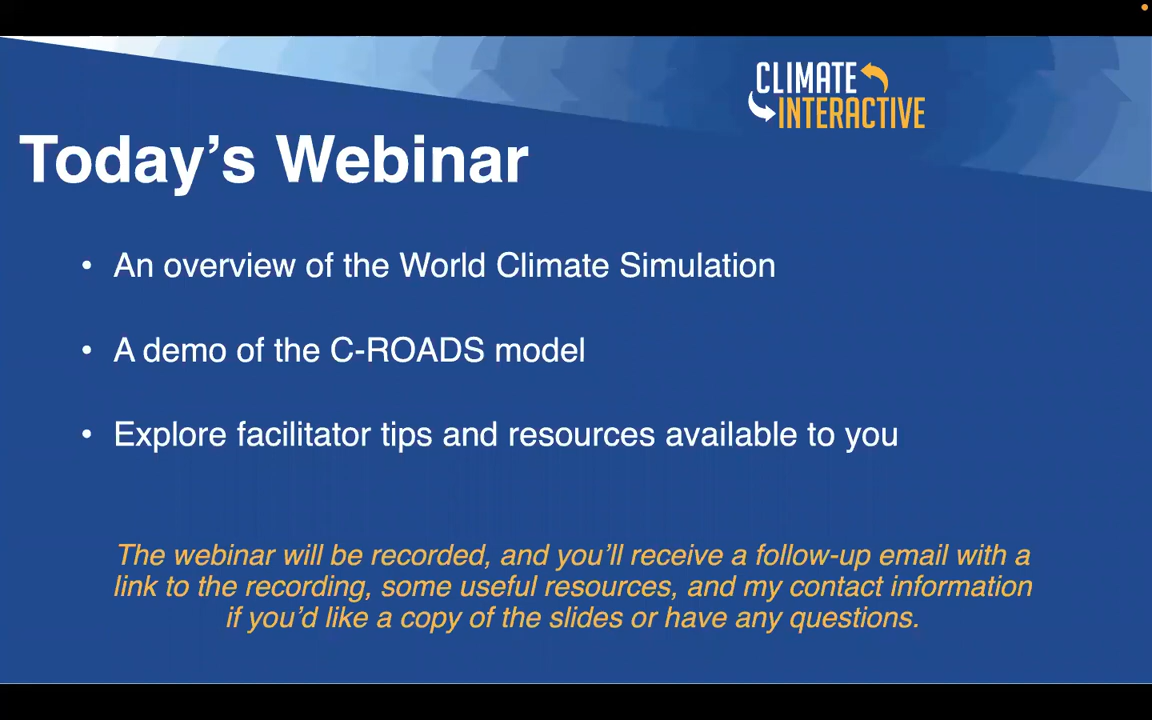 CLIMATE
INTERACTIVE
Today’s Webinar
• An overview of the World Climate Simulation
• A demo of the C-ROADS model
• Explore facilitator tips and resources available to you
The webinar will be recorded, and you’ll receive a follow-up email with a
link to the recording, some useful resources, and my contact information
if you’d like a copy of the slides or have any questions.